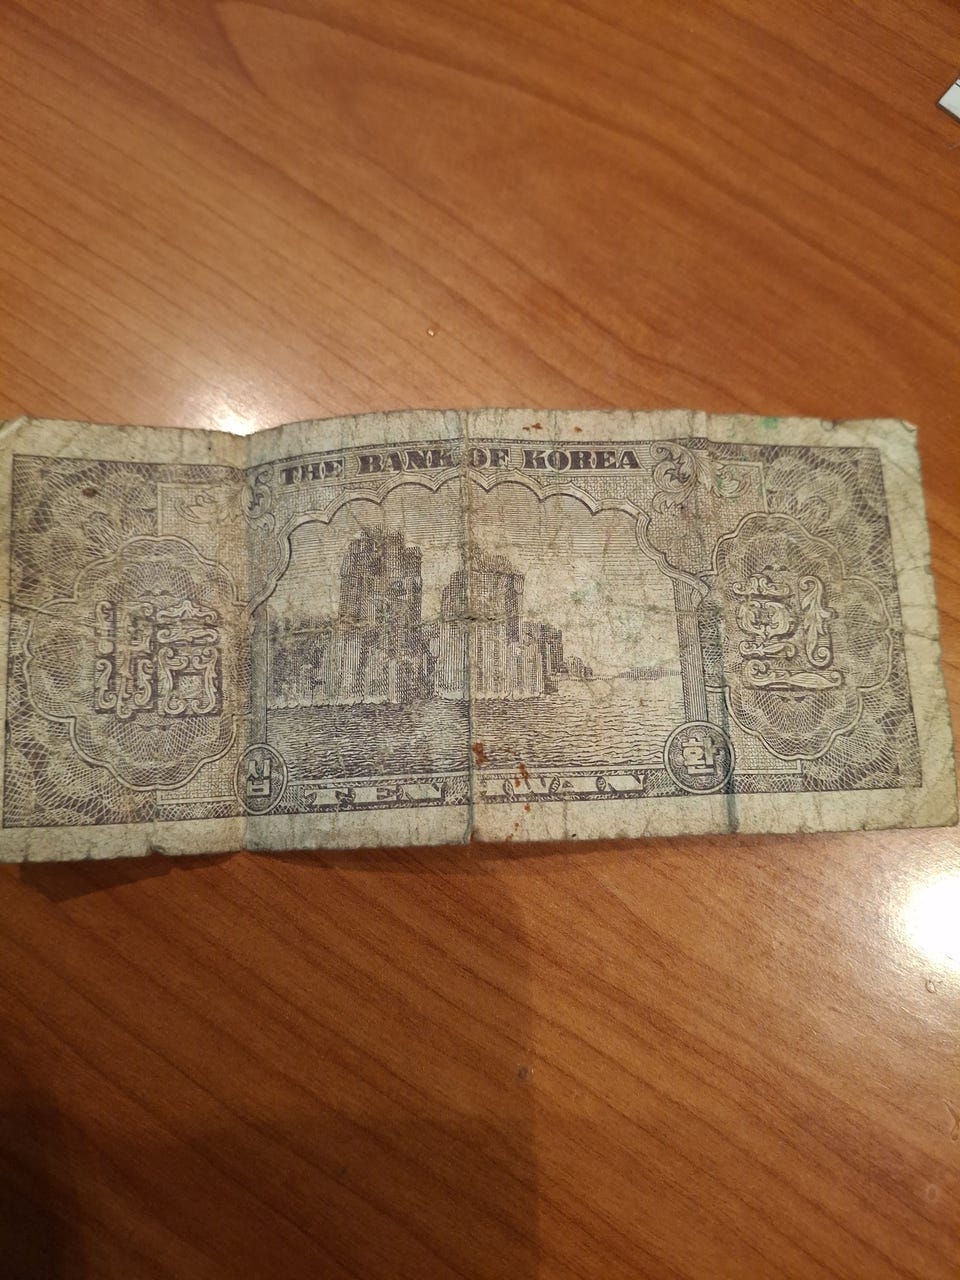 THE BANK OF KOREA
십
TEN HWAN
환